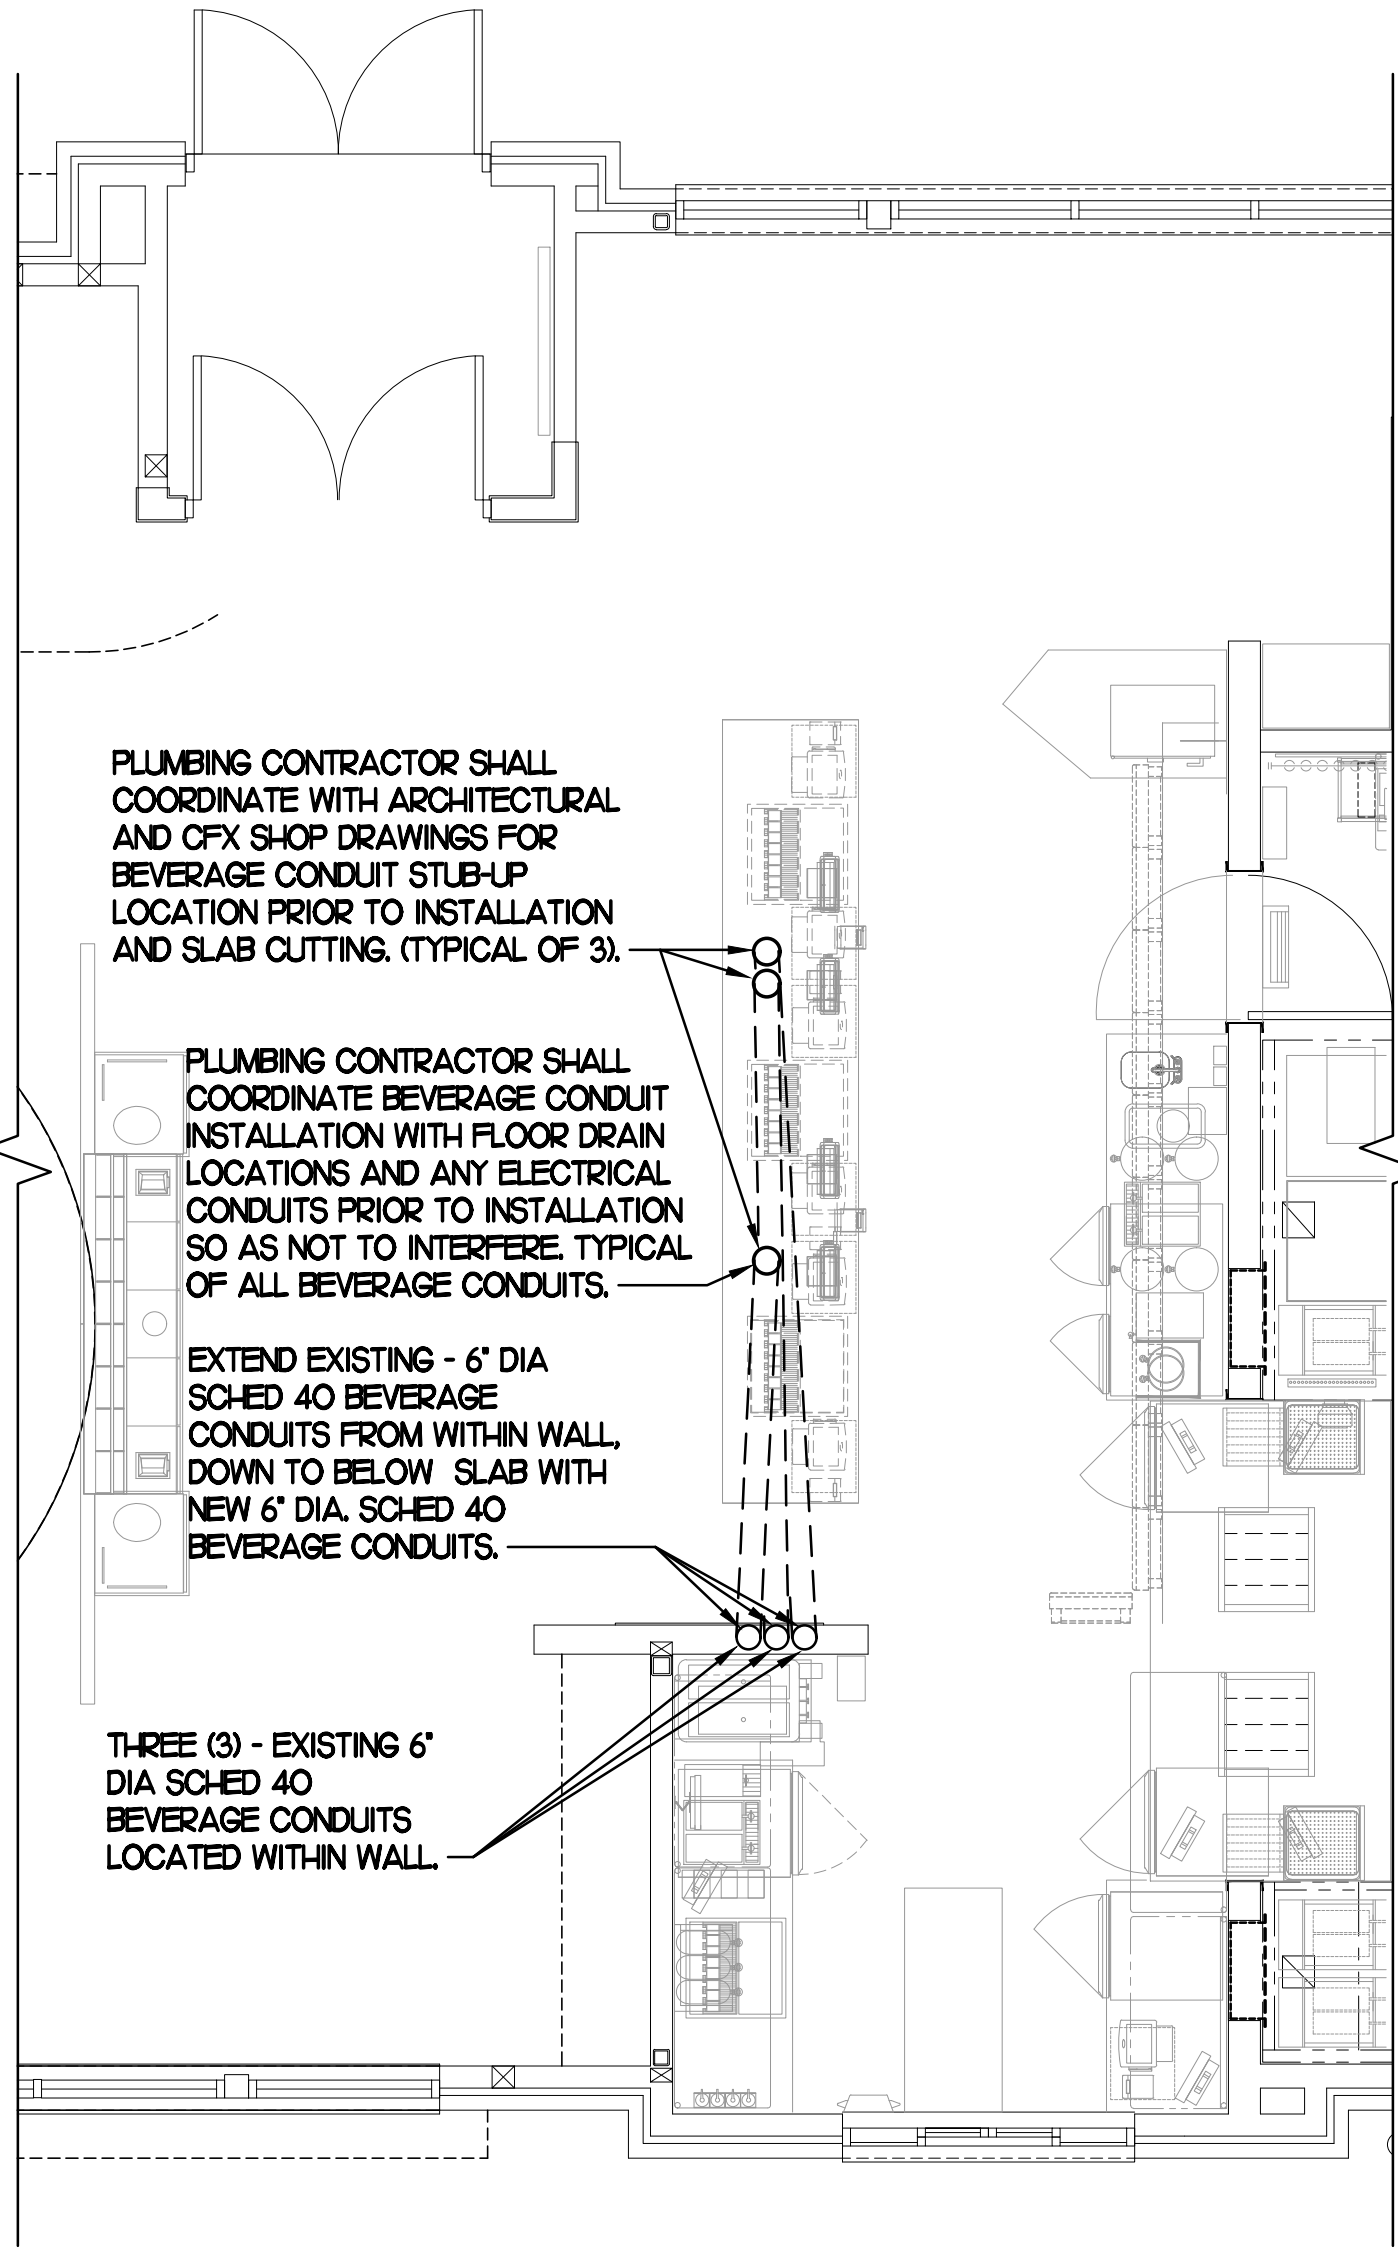 PLUMBING CONTRACTOR SHALL
COORDINATE WITH ARCHITECTURAL
AND CFX SHOP DRAWINGS FOR
BEVERAGE CONDUIT STUB-UP
LOCATION PRIOR TO INSTALLATION
AND SLAB CUTTING. (TYPICAL OF 3).
PLUMBING CONTRACTOR SHALL
COORDINATE BEVERAGE CONDUIT
INSTALLATION WITH FLOOR DRAIN
LOCATIONS AND ANY ELECTRICAL
CONDUITS PRIOR TO INSTALLATION
SO AS NOT TO INTERFERE. TYPICAL
OF ALL BEVERAGE CONDUITS.
EXTEND EXISTING - 6" DIA
SCHED 40 BEVERAGE
CONDUITS FROM WITHIN WALL,
DOWN TO BELOW SLAB WITH
NEW 6" DIA. SCHED 40
BEVERAGE CONDUITS.
THREE (3) - EXISTING 6"
DIA SCHED 40
BEVERAGE CONDUITS
LOCATED WITHIN WALL.